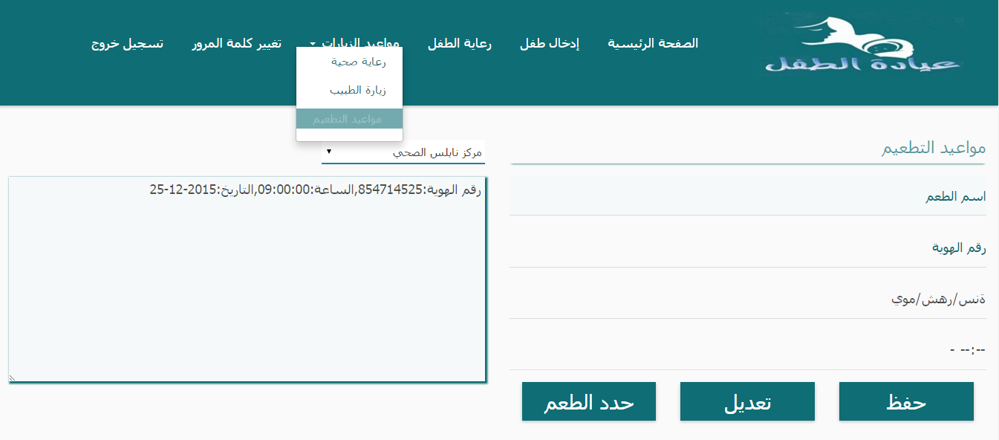 عيادة الطفل
الصفحة الرئيسية
إدخال طفل
رعاية الطفل
مواعيد الزيارات
تغيير كلمة المرور
تسجيل خروج
رعاية صحية
زيارة الطبيب
مواعيد التطعيم
مواعيد التطعيم
اسم الطعم
رقم الهوية
ةنس/رهش/موي
--:-- -
حفظ
تعديل
حدد الطعم
مركز نابلس الصحي
رقم الهوية:854714525,الساعة:09:00:00,التاريخ:2015-12-25